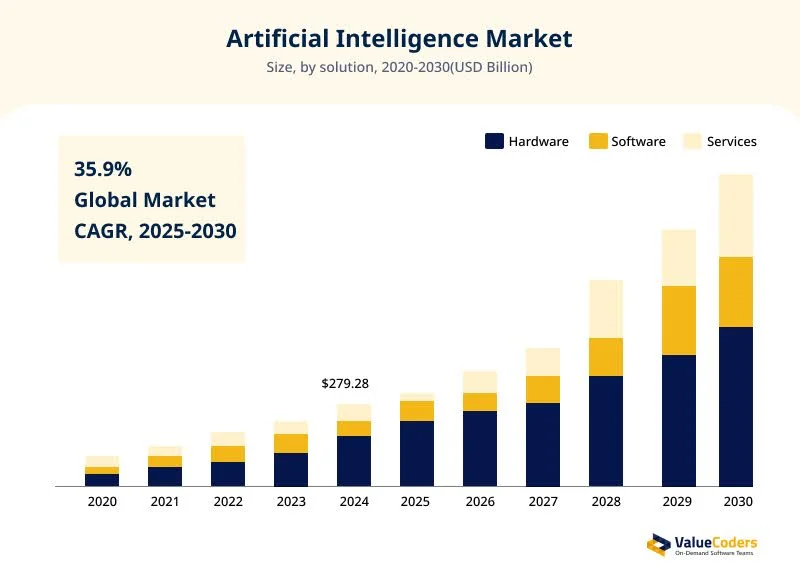 Artificial Intelligence Market
Size, by solution, 2020-2030(USD Billion)
Hardware
Software
Services
35.9%
Global Market
CAGR, 2025-2030
$279.28
2020
2021
2022
2023
2024
2025
2026
2027
2028
2029
2030
ValueCoders
On-Demand Software Teams